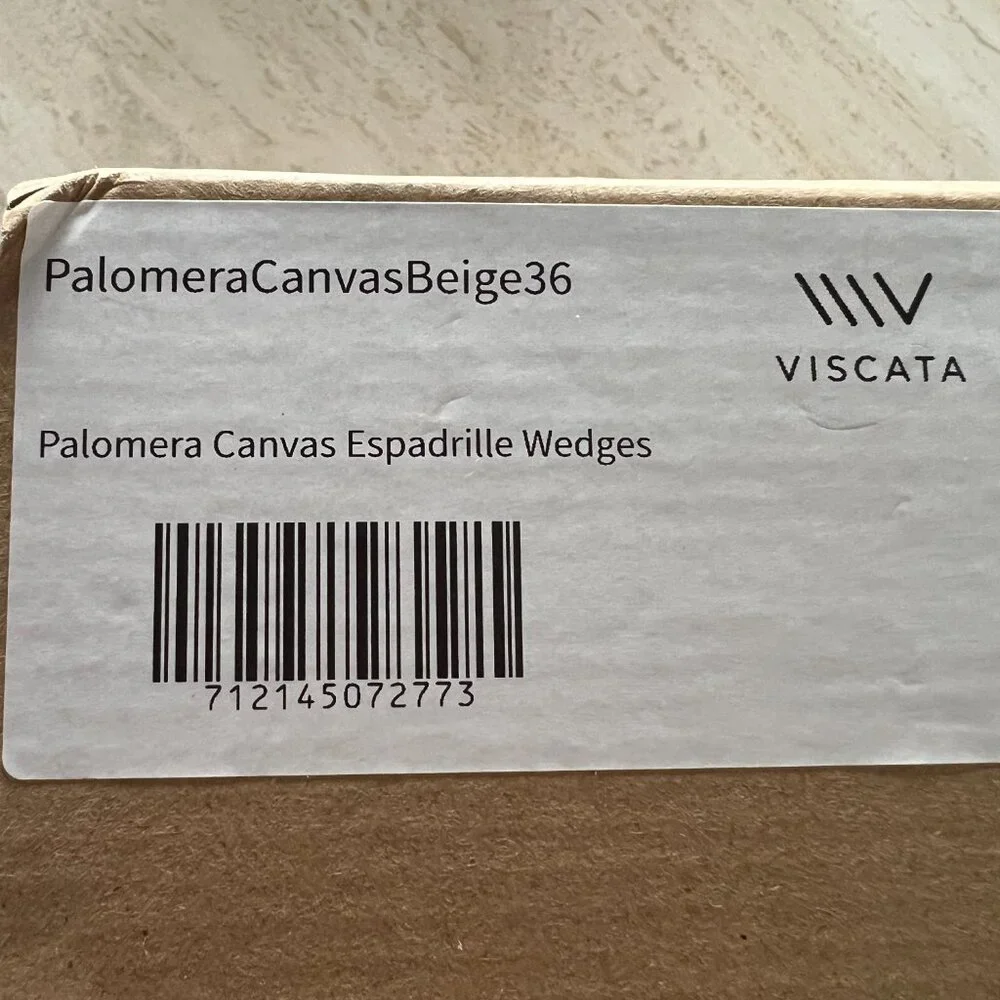 PalomeraCanvasBeige36
VISCATA
Palomera Canvas Espadrille Wedges
712145072773